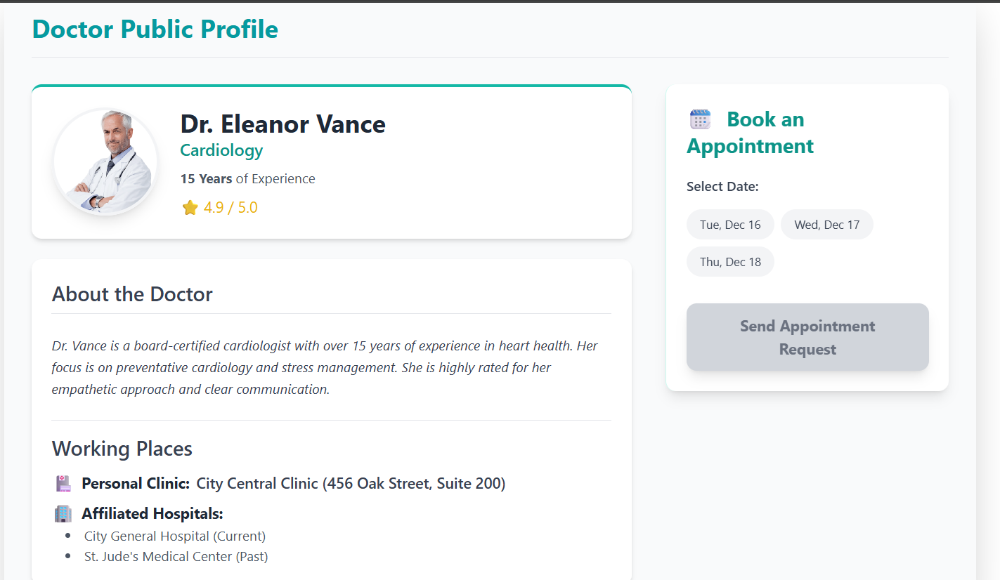 Doctor Public Profile
Dr. Eleanor Vance
Cardiology
15 Years of Experience
4.9 / 5.0
About the Doctor
Dr. Vance is a board-certified cardiologist with over 15 years of experience in heart health. Her
focus is on preventative cardiology and stress management. She is highly rated for her
empathetic approach and clear communication.
Working Places
Personal Clinic: City Central Clinic (456 Oak Street, Suite 200)
Affiliated Hospitals:
City General Hospital (Current)
St. Jude's Medical Center (Past)
Book an
Appointment
Select Date:
Tue, Dec 16
Wed, Dec 17
Thu, Dec 18
Send Appointment
Request